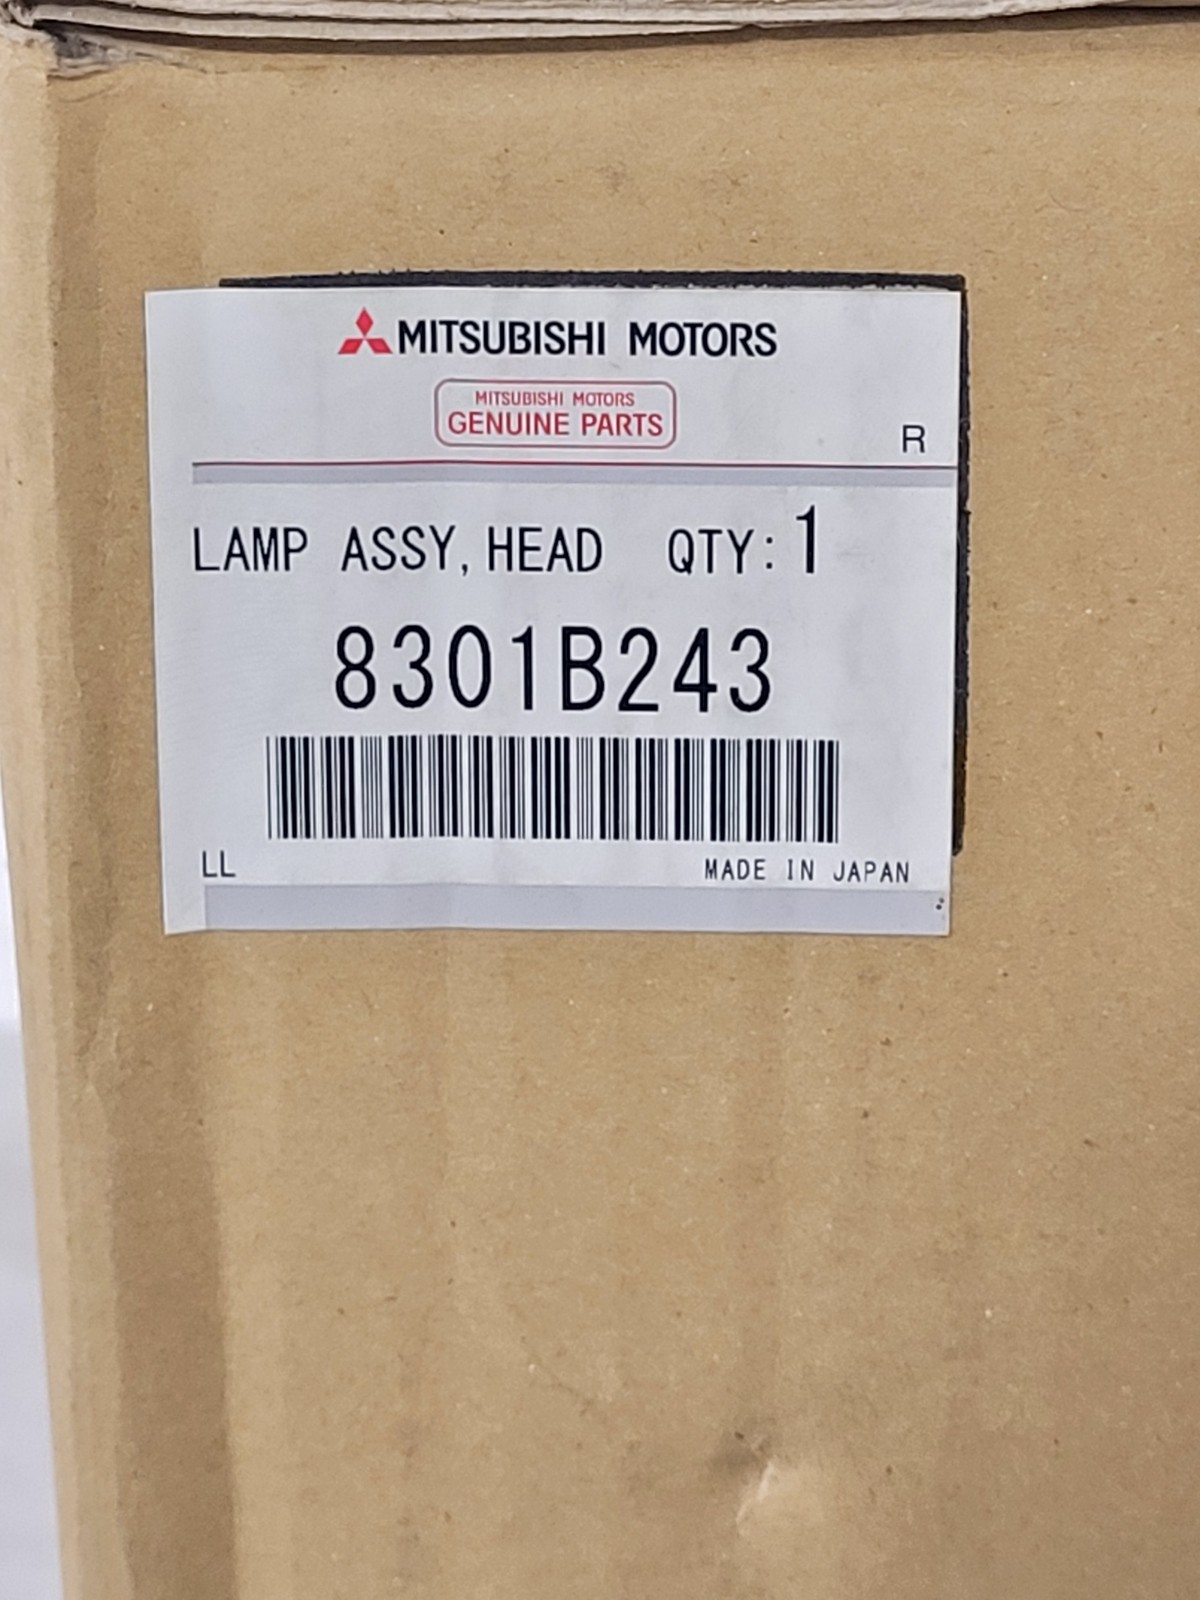 MITSUBISHI MOTORS
MITSUBISHI MOTORS
GENUINE PARTS
R
LAMP ASSY, HEAD QTY: 1
8301B243
LL MADE IN JAPAN